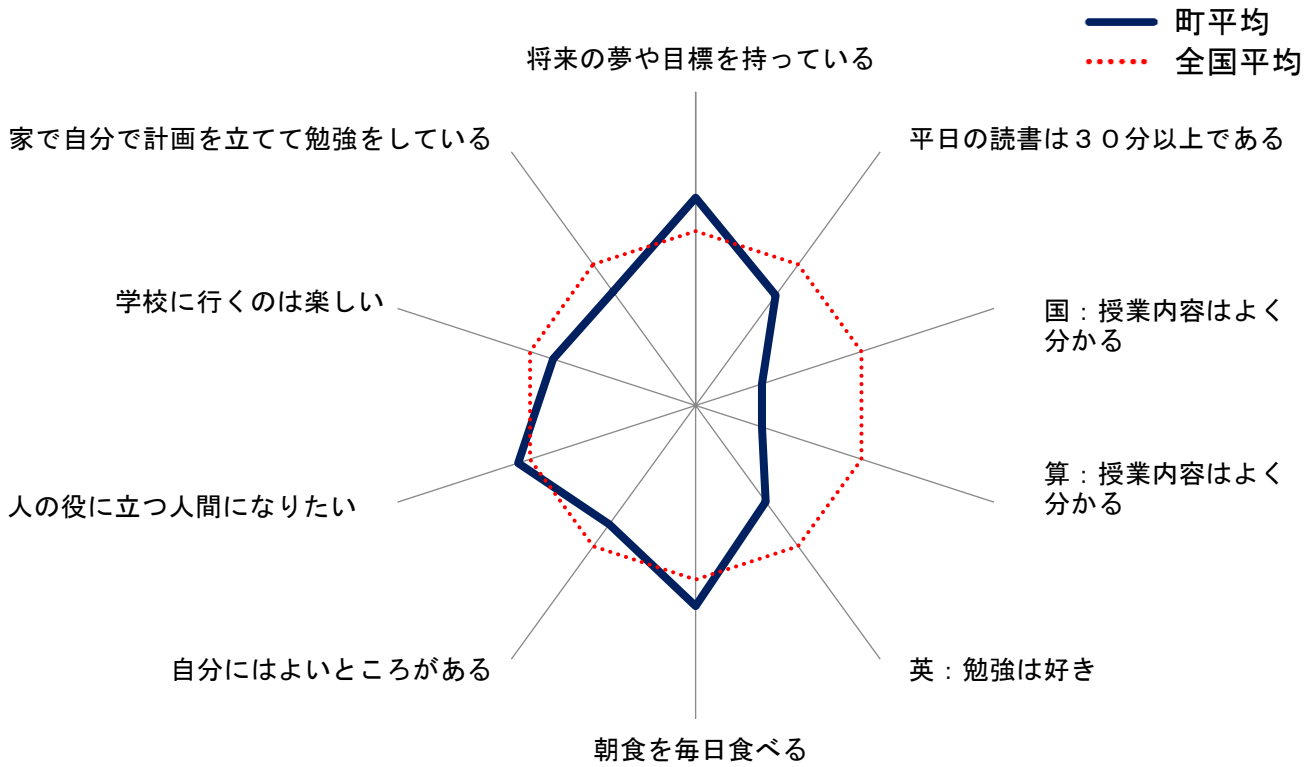 町平均
全国平均
将来の夢や目標を持っている
家で自分で計画を立てて勉強をしている
平日の読書は３０分以上である
学校に行くのは楽しい
国：授業内容はよく
分かる
人の役に立つ人間になりたい
算：授業内容はよく
分かる
自分にはよいところがある
英：勉強は好き
朝食を毎日食べる